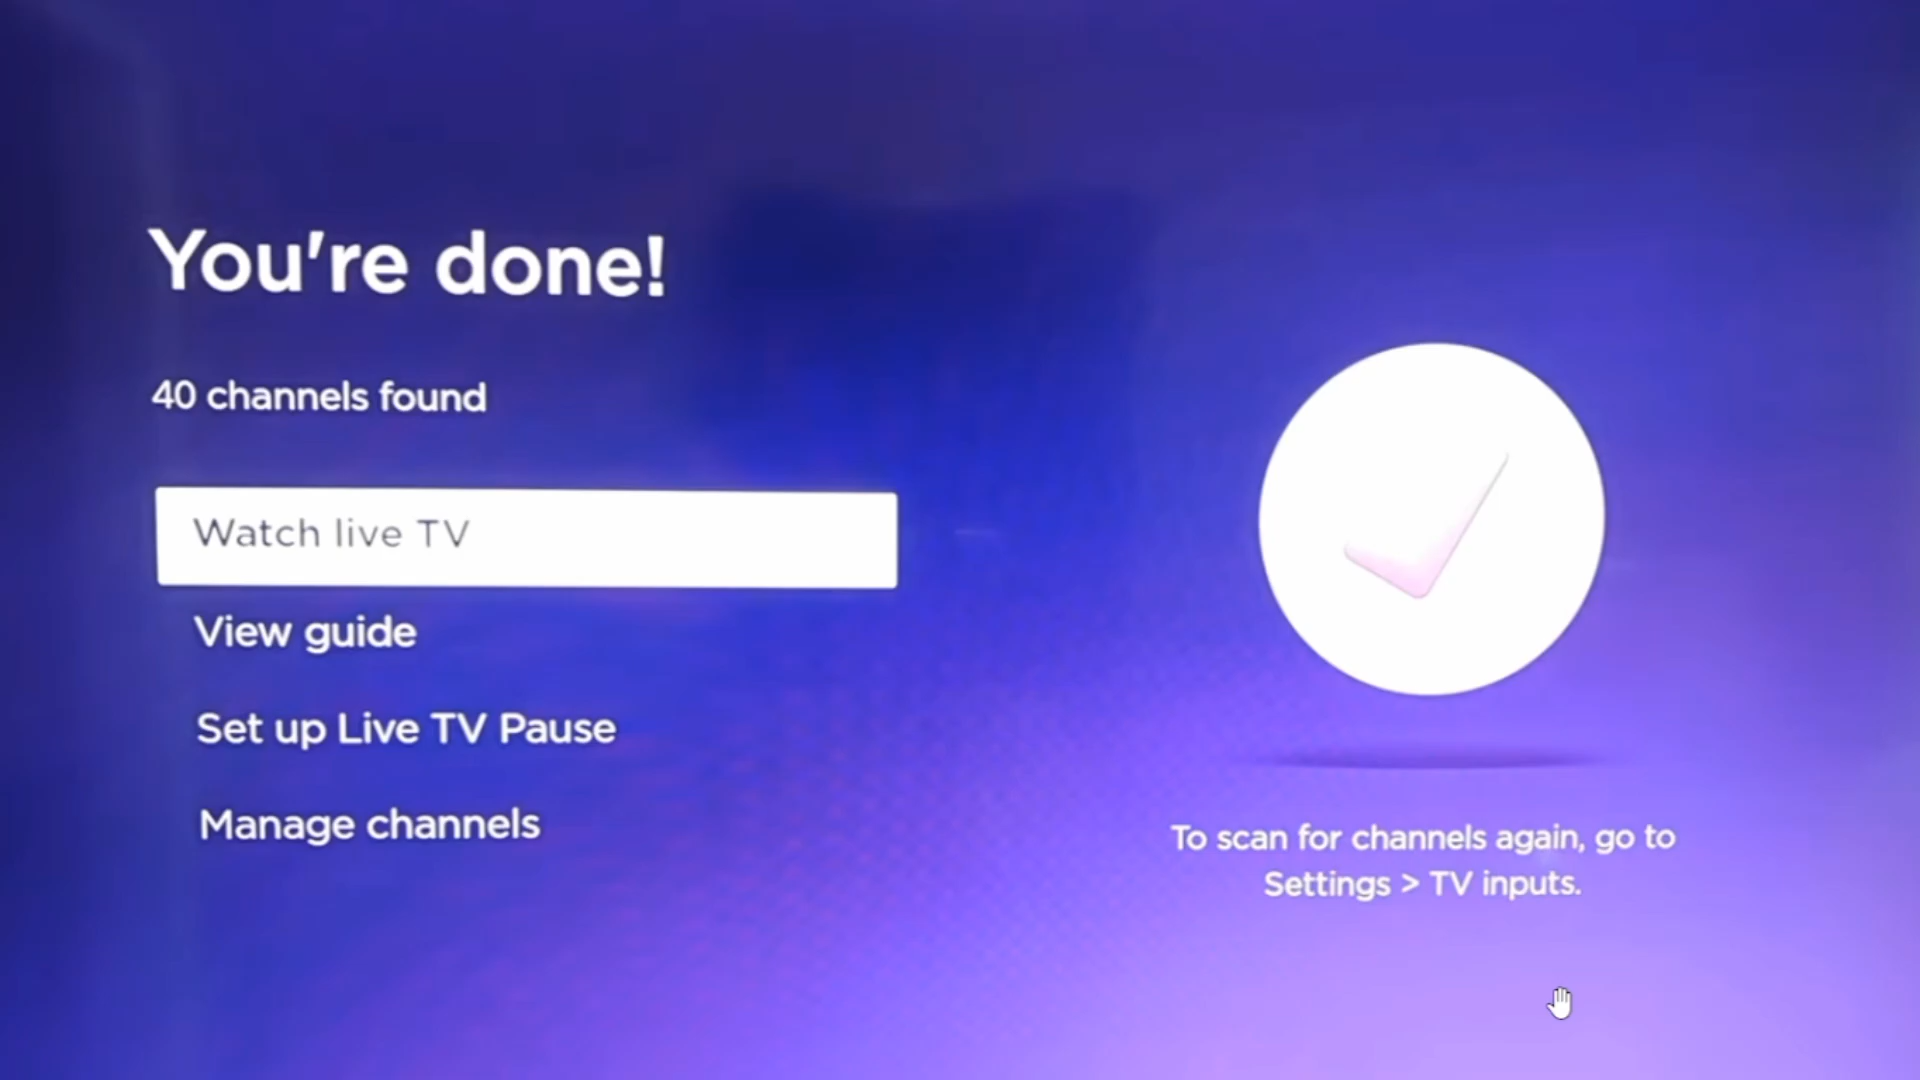 You're done!
40 channels found
Watch live TV
View guide
Set up Live TV Pause
Manage channels
To scan for channels again, go to
Settings > TV inputs.